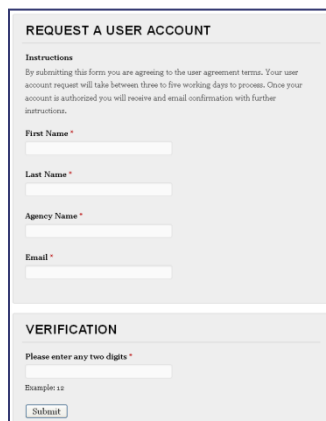 REQUEST A USER ACCOUNT
Instructions
By submitting this form you are agreeing to the user agreement terms. Your user
account request will take between three to five working days to process. Once your
account is authorized you will receive and email confirmation with further
instructions.
First Name *
Last Name *
Agency Name *
Email *
VERIFICATION
Please enter any two digits *
Example: 12
Submit